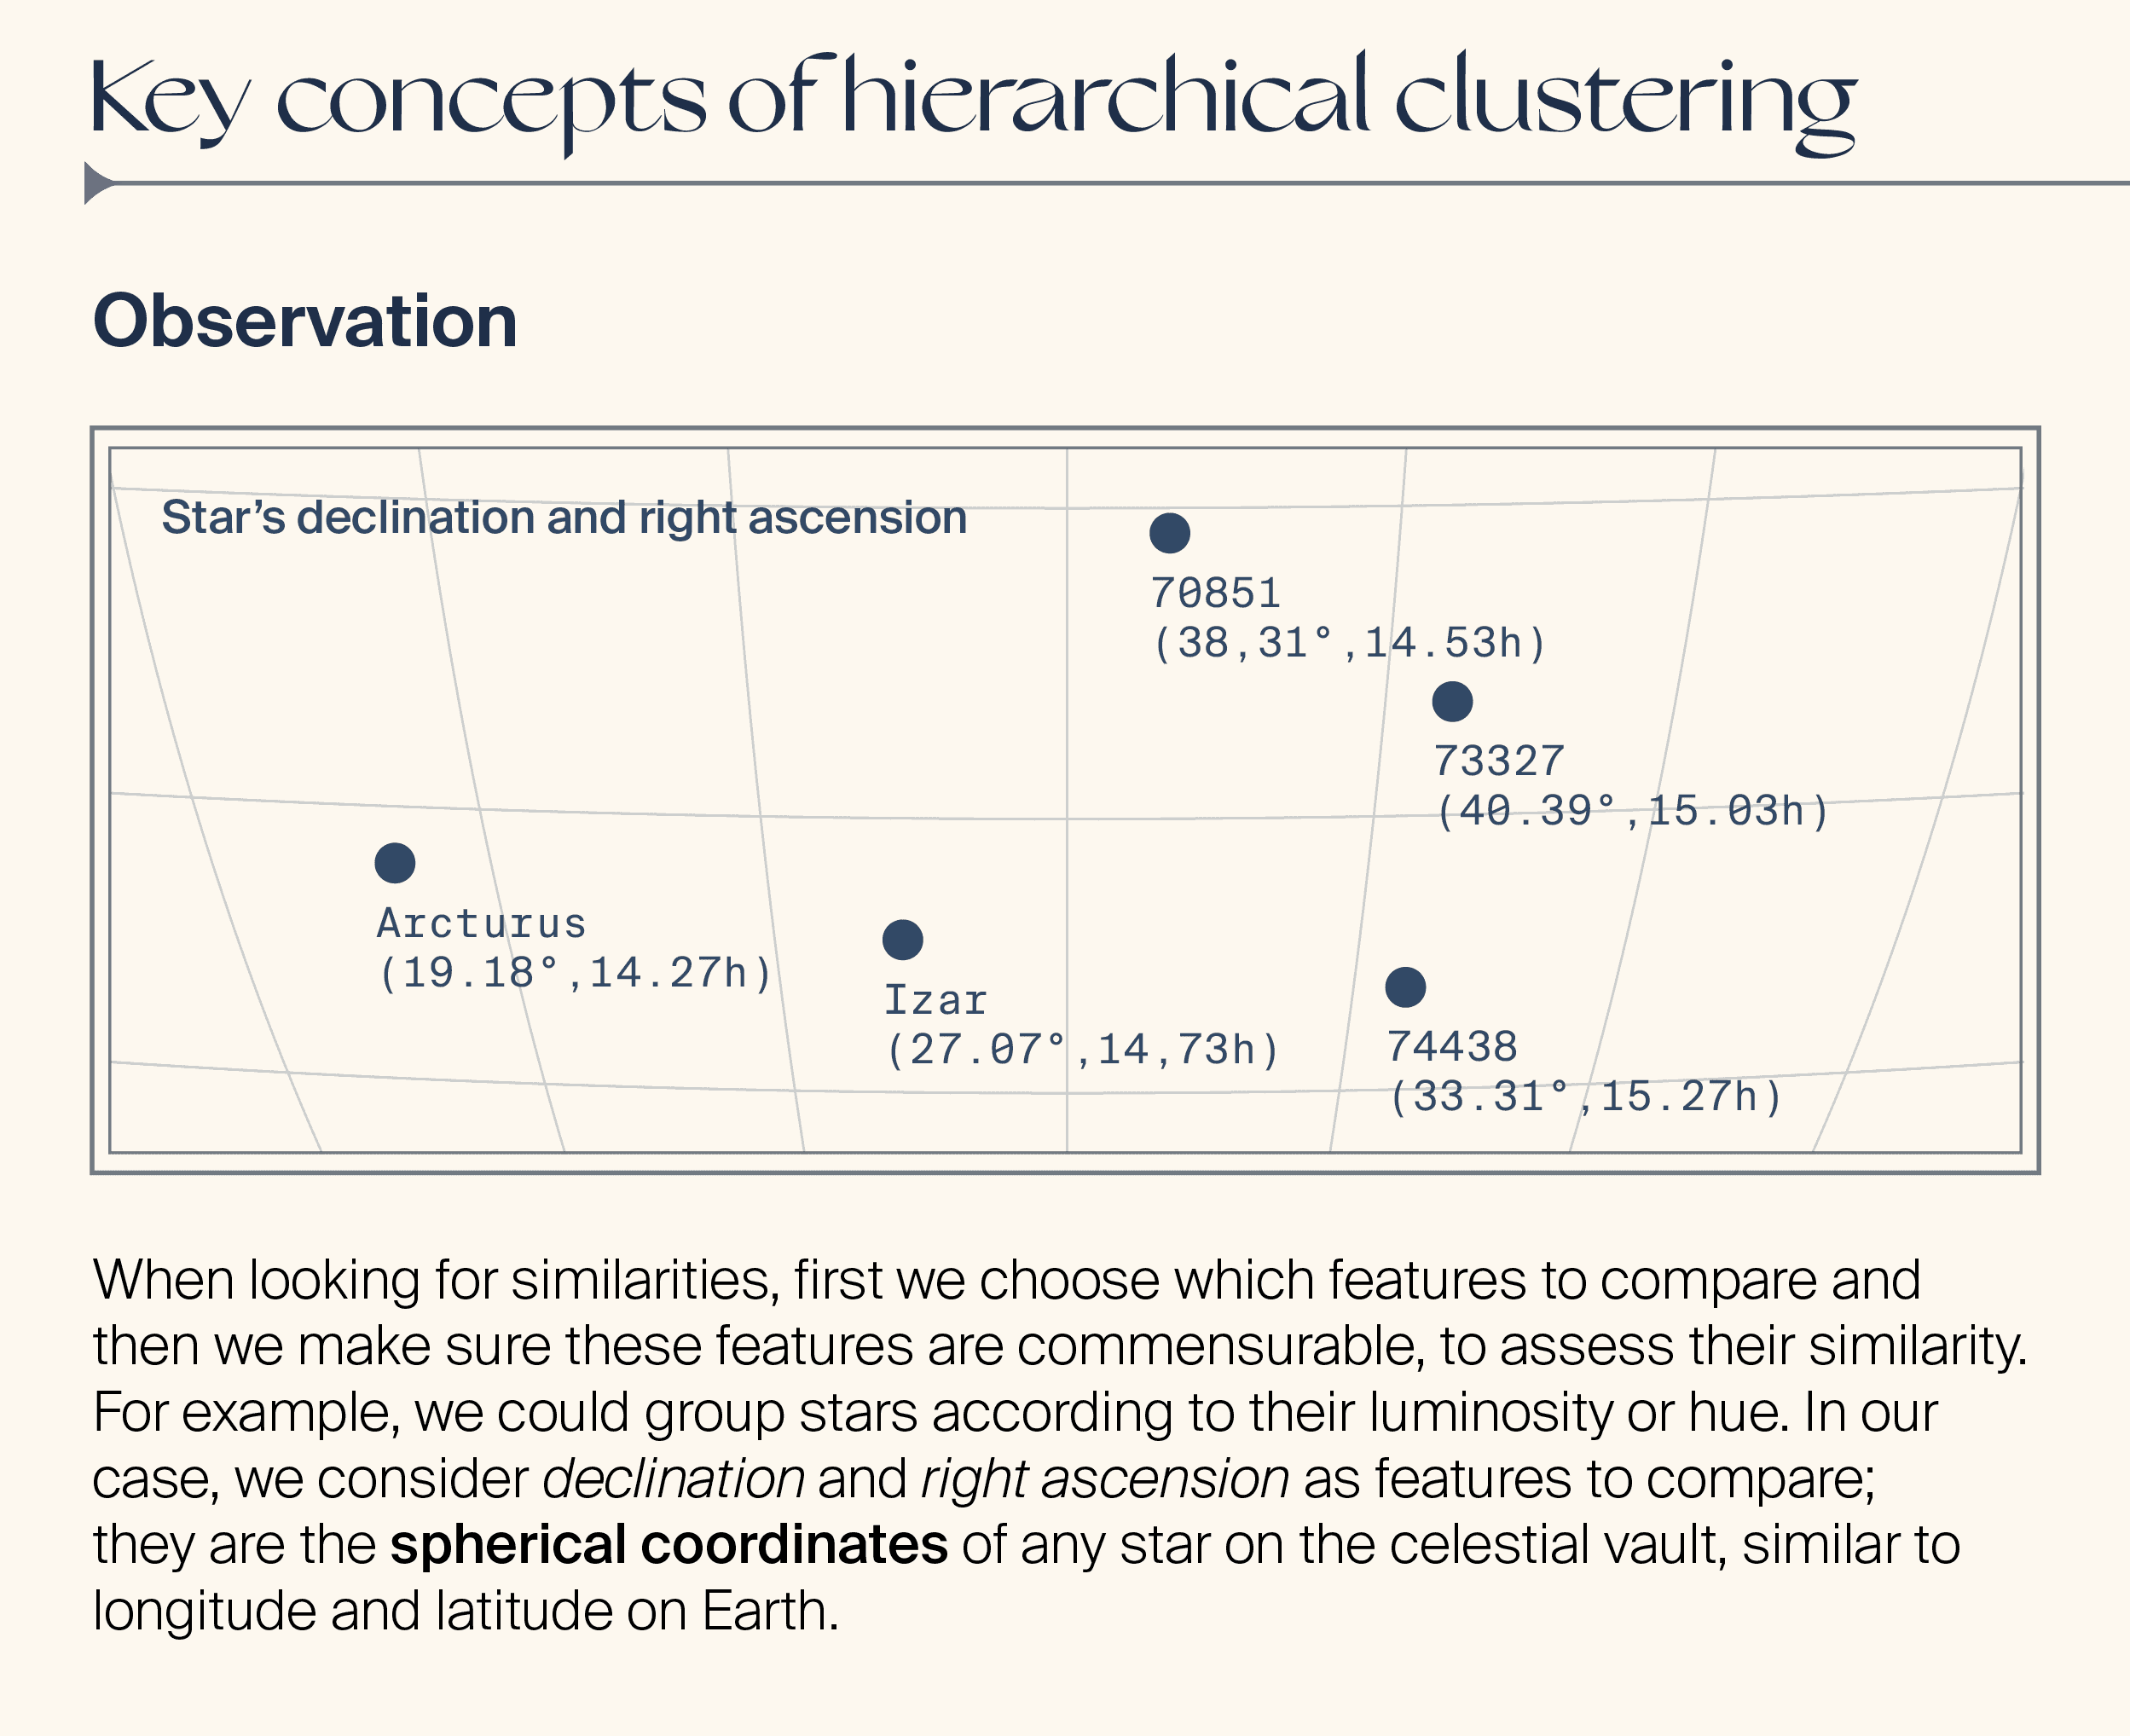 Key concepts of hierarchical clustering
Observation
Star’s declination and right ascension
70851
(38,31°,14.53h)
73327
(40.39°,15.03h)
Arcturus
(19.18°,14.27h)
Izar
(27.07°,14,73h)
74438
(33.31°,15.27h)
When looking for similarities, first we choose which features to compare and
then we make sure these features are commensurable, to assess their similarity.
For example, we could group stars according to their luminosity or hue. In our
case, we consider declination and right ascension as features to compare;
they are the spherical coordinates of any star on the celestial vault, similar to
longitude and latitude on Earth.